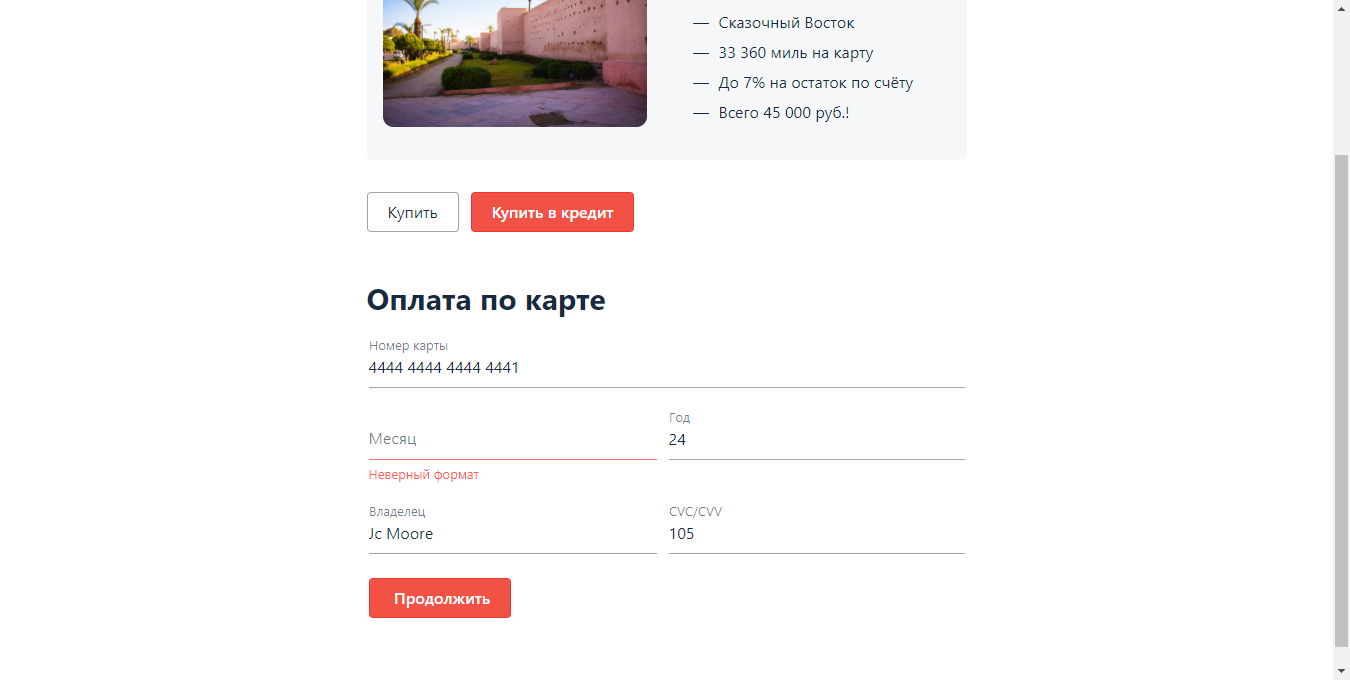 — Сказочный Восток
— 33 360 миль на карту
— До 7% на остаток по счёту
— Всего 45 000 руб.!
Купить
Купить в кредит
Оплата по карте
Номер карты
4444 4444 4444 4441
Месяц
Неверный формат
Год
24
Владелец
Jc Moore
CVC/CVV
105
Продолжить